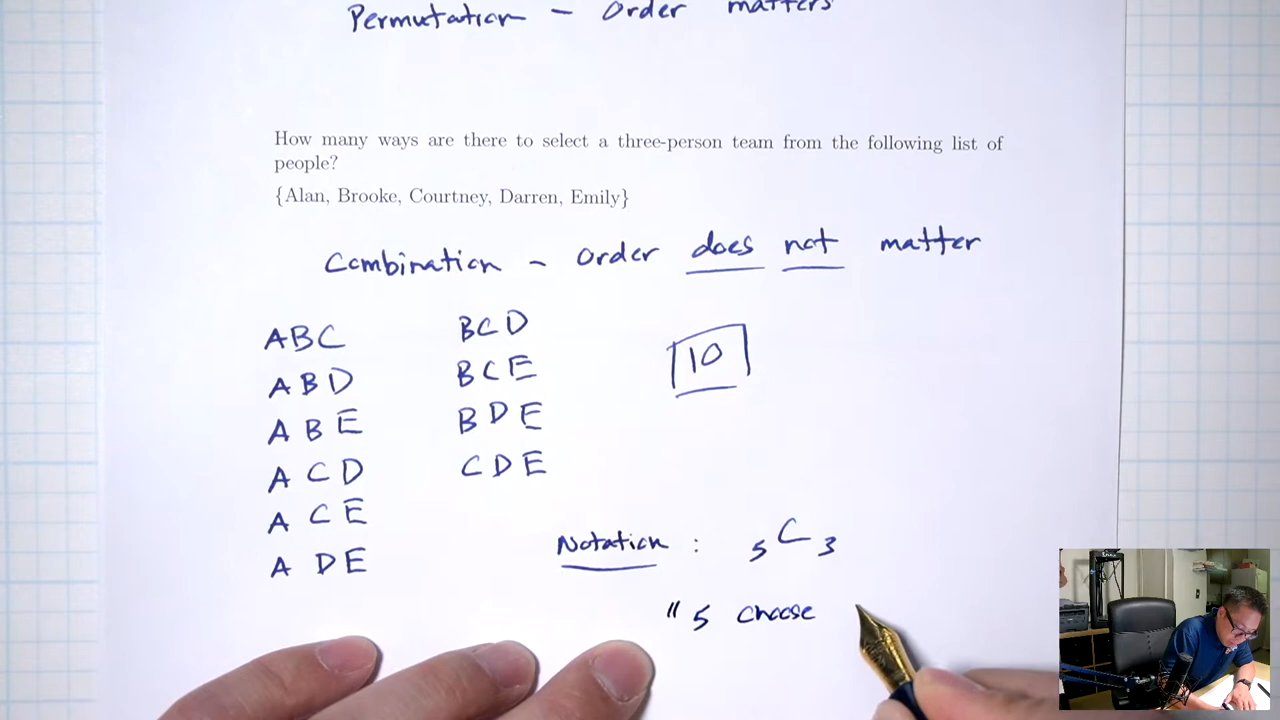 Permutation - Order matters
How many ways are there to select a three-person team from the following list of
people?
{Alan, Brooke, Courtney, Darren, Emily}
Combination - Order does not matter
ABC
ABD
ABE
ACD
ACE
ADE
BCD
BCE
BDE
CDE
10
Notation : 5C3
"5 choose